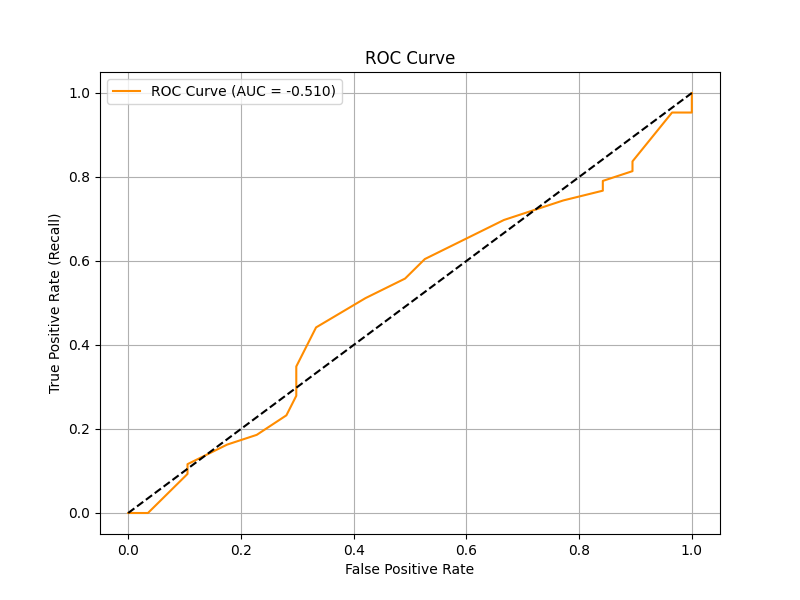 ROC Curve
ROC Curve (AUC = -0.510)
True Positive Rate (Recall)
1.0
0.8
0.6
0.4
0.2
0.0
0.0 0.2 0.4 0.6 0.8 1.0
False Positive Rate